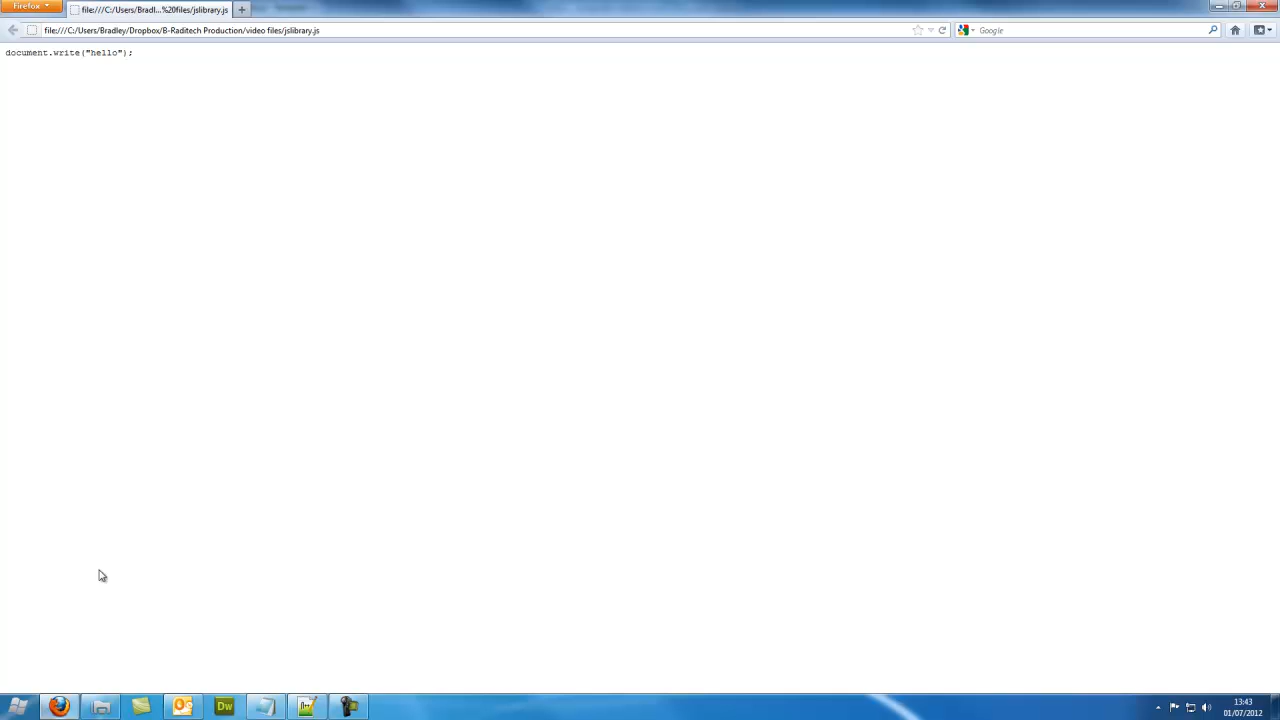 Firefox
file:///C:/Users/Bradl...%20files/jslibrary.js
file:///C:/Users/Bradley/Dropbox/B-Raditech Production/video files/jslibrary.js
Google
document.write("hello");
Dw
13:43
01/07/2012